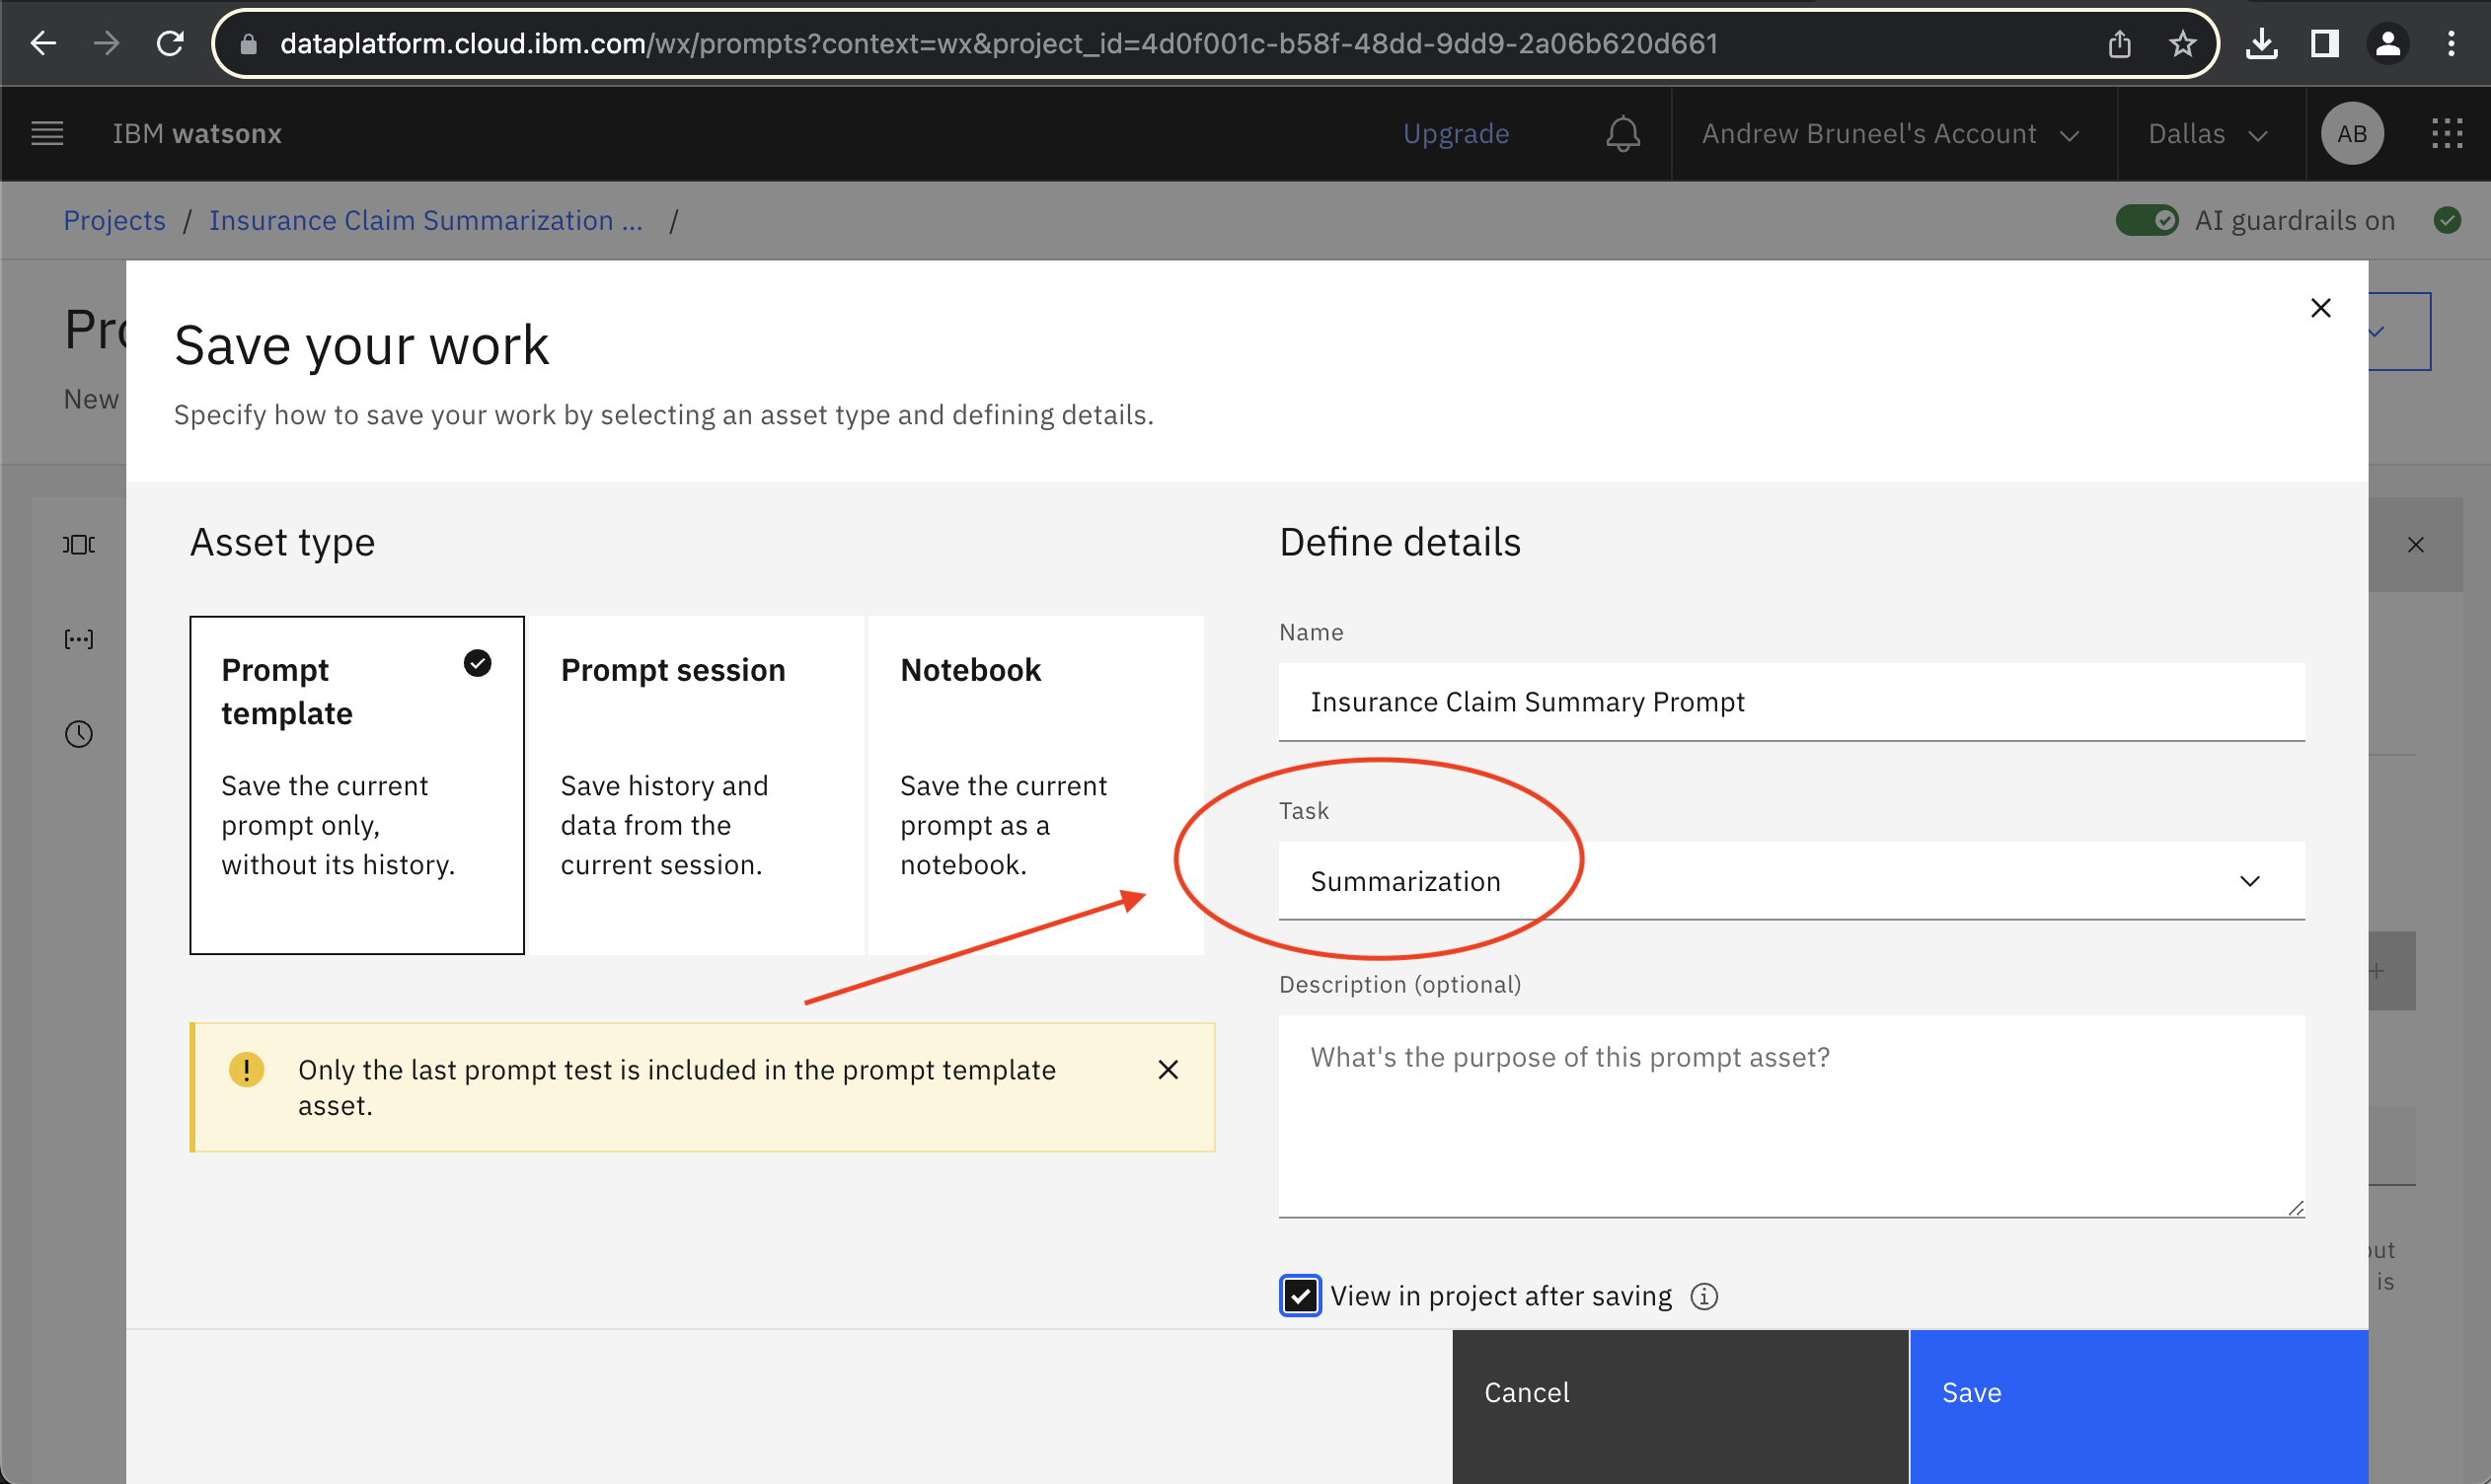 dataplatform.cloud.ibm.com/wx/prompts?context=wx&project_id=4d0f001c-b58f-48dd-9dd9-2a06b620d661
IBM watsonx
Upgrade
Andrew Bruneel's Account
Dallas
AB
Projects / Insurance Claim Summarization ... /
AI guardrails on
New
Save your work
Specify how to save your work by selecting an asset type and defining details.
Asset type
Prompt
template
Save the current
prompt only,
without its history.
Prompt session
Save history and
data from the
current session.
Notebook
Save the current
prompt as a
notebook.
Only the last prompt test is included in the prompt template
asset.
Define details
Name
Insurance Claim Summary Prompt
Task
Summarization
Description (optional)
What's the purpose of this prompt asset?
View in project after saving
is
Cancel
Save